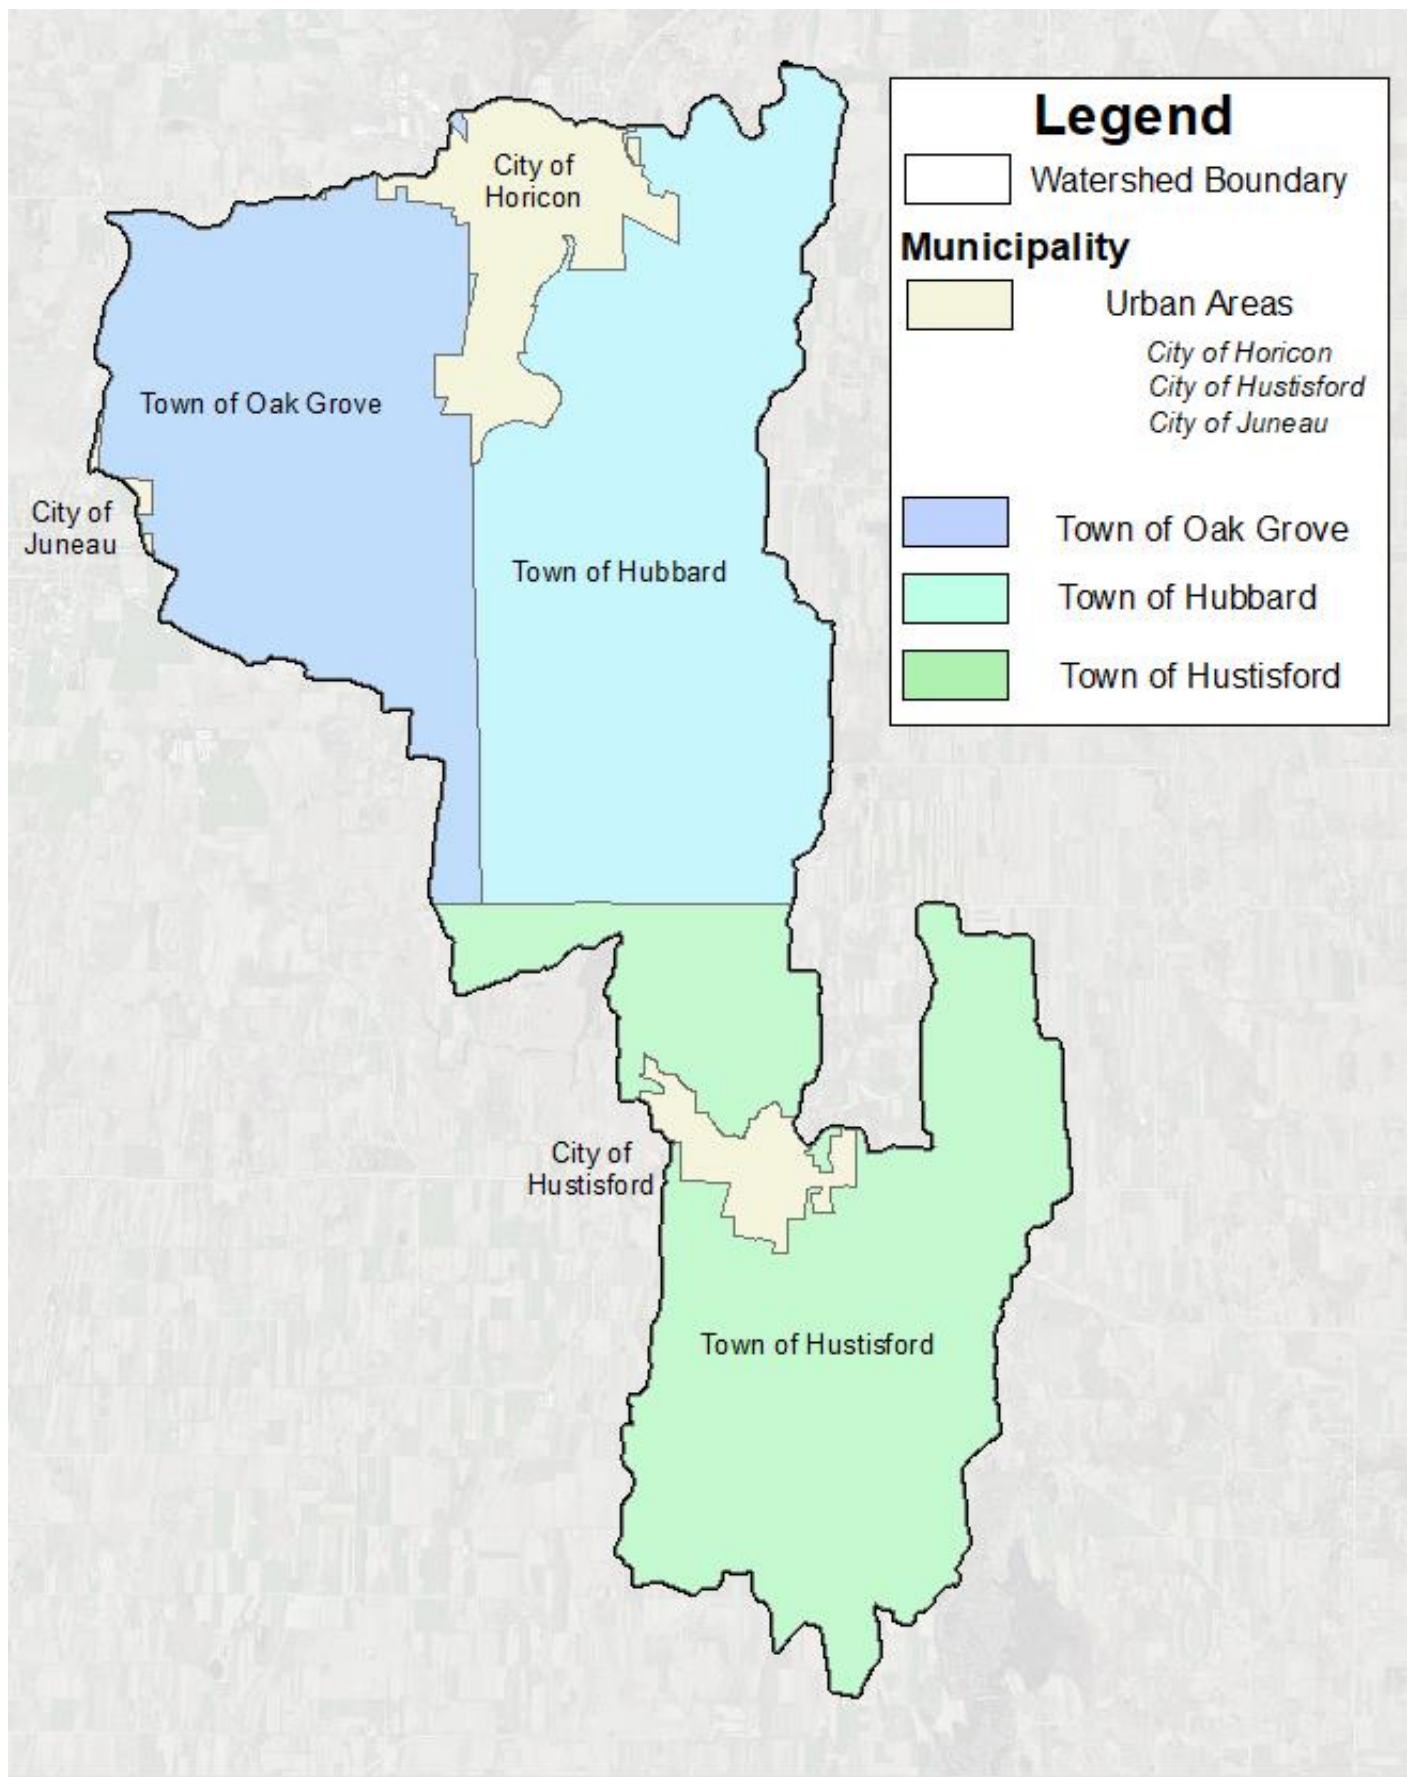 Legend
Watershed Boundary
Municipality
Urban Areas
City of Horicon
City of Hustisford
City of Juneau
Town of Oak Grove
Town of Hubbard
Town of Hustisford
City of
Horicon
Town of Oak Grove
City of
Juneau
Town of Hubbard
City of
Hustisford
Town of Hustisford